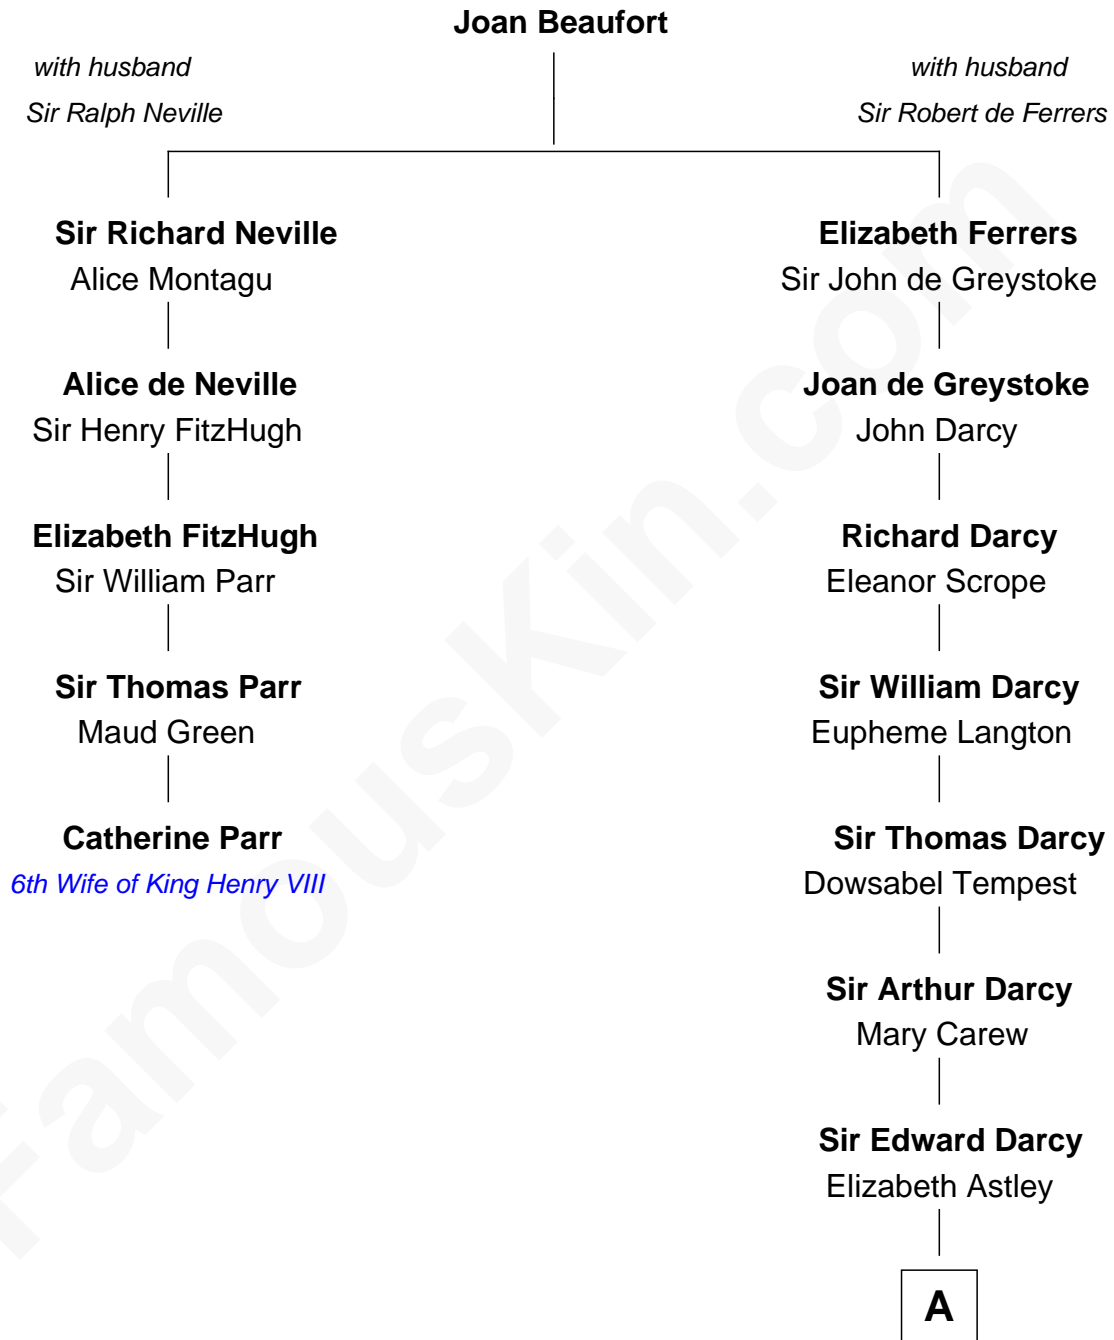 Joan Beaufort
with husband
Sir Ralph Neville
with husband
Sir Robert de Ferrers
Sir Richard Neville
Alice Montagu
Elizabeth Ferrers
Sir John de Greystoke
Alice de Neville
Sir Henry FitzHugh
Joan de Greystoke
John Darcy
Elizabeth FitzHugh
Sir William Parr
Richard Darcy
Eleanor Scrope
Sir Thomas Parr
Maud Green
Sir William Darcy
Eupheme Langton
Catherine Parr
6th Wife of King Henry VIII
Sir Thomas Darcy
Dowsabel Tempest
Sir Arthur Darcy
Mary Carew
Sir Edward Darcy
Elizabeth Astley
A
FamousKin.com